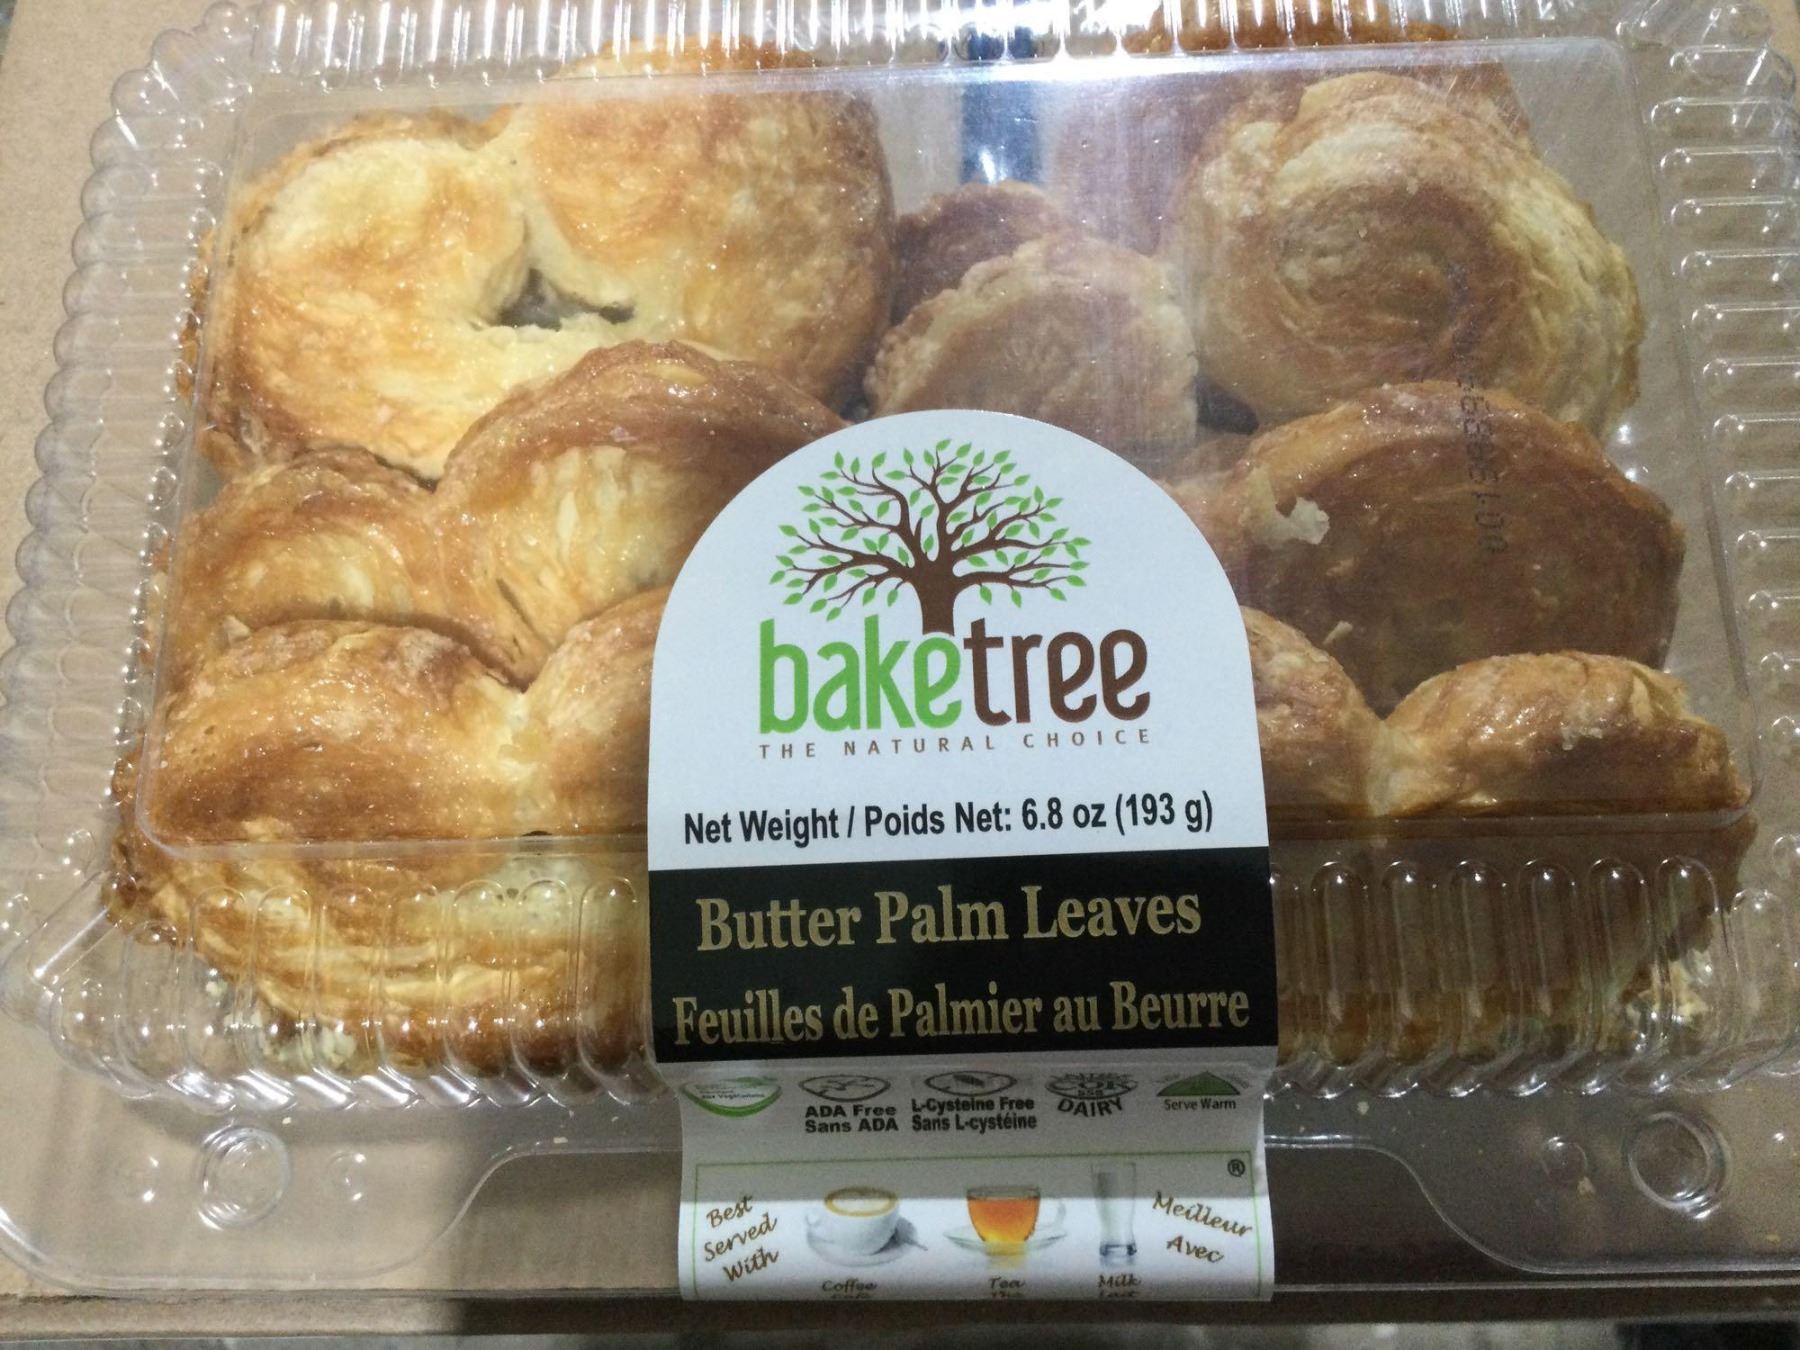 baketree
THE NATURAL CHOICE
Net Weight / Poids Net: 6.8 oz (193 g)
Butter Palm Leaves
Feuilles de Palmier au Beurre
ADA Free
Sans ADA
L-Cysteine Free
Sans L-cystéine
COR
DAIRY
Serve Warm
®
Best
Served
With
Coffee
Tea
Milk
Meilleur
Avec